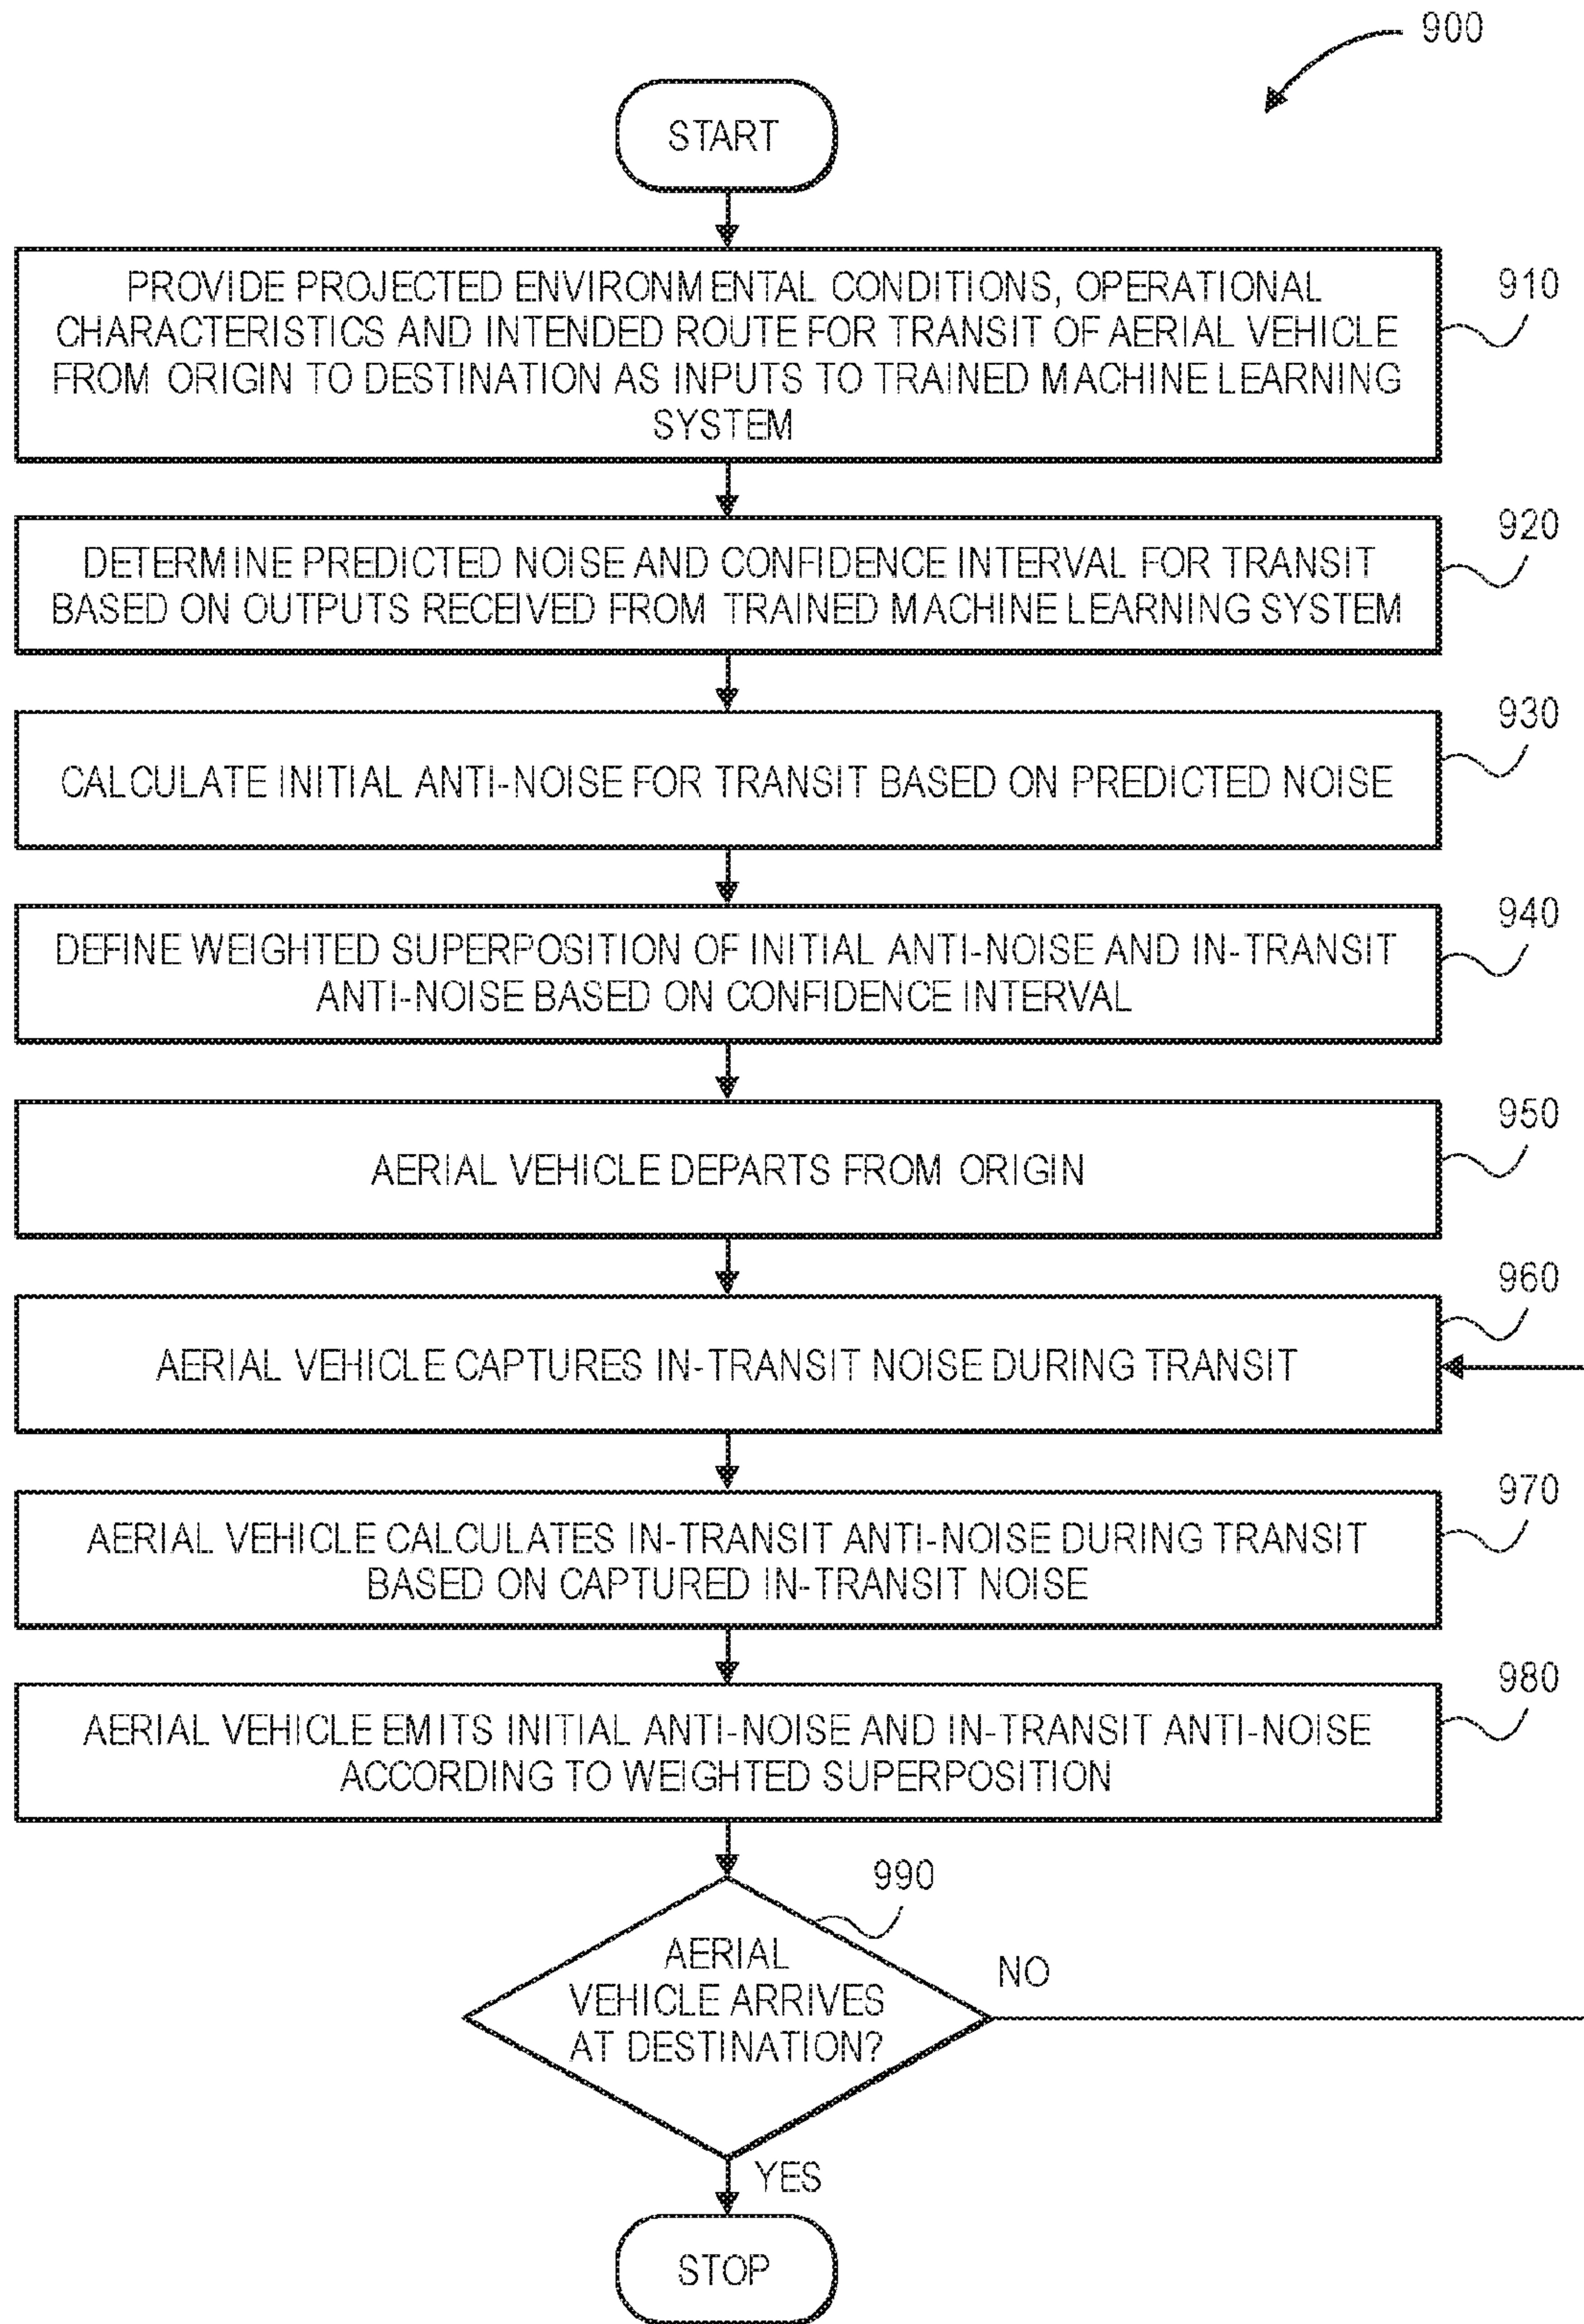 900
START
PROVIDE PROJECTED ENVIRONMENTAL CONDITIONS, OPERATIONAL
CHARACTERISTICS AND INTENDED ROUTE FOR TRANSIT OF AERIAL VEHICLE
FROM ORIGIN TO DESTINATION AS INPUTS TO TRAINED MACHINE LEARNING
SYSTEM
910
DETERMINE PREDICTED NOISE AND CONFIDENCE INTERVAL FOR TRANSIT
BASED ON OUTPUTS RECEIVED FROM TRAINED MACHINE LEARNING SYSTEM
920
CALCULATE INITIAL ANTI-NOISE FOR TRANSIT BASED ON PREDICTED NOISE
930
DEFINE WEIGHTED SUPERPOSITION OF INITIAL ANTI-NOISE AND IN-TRANSIT
ANTI-NOISE BASED ON CONFIDENCE INTERVAL
940
AERIAL VEHICLE DEPARTS FROM ORIGIN
950
AERIAL VEHICLE CAPTURES IN-TRANSIT NOISE DURING TRANSIT
960
AERIAL VEHICLE CALCULATES IN-TRANSIT ANTI-NOISE DURING TRANSIT
BASED ON CAPTURED IN-TRANSIT NOISE
970
AERIAL VEHICLE EMITS INITIAL ANTI-NOISE AND IN-TRANSIT ANTI-NOISE
ACCORDING TO WEIGHTED SUPERPOSITION
980
990
AERIAL
VEHICLE ARRIVES
AT DESTINATION?
NO
YES
STOP